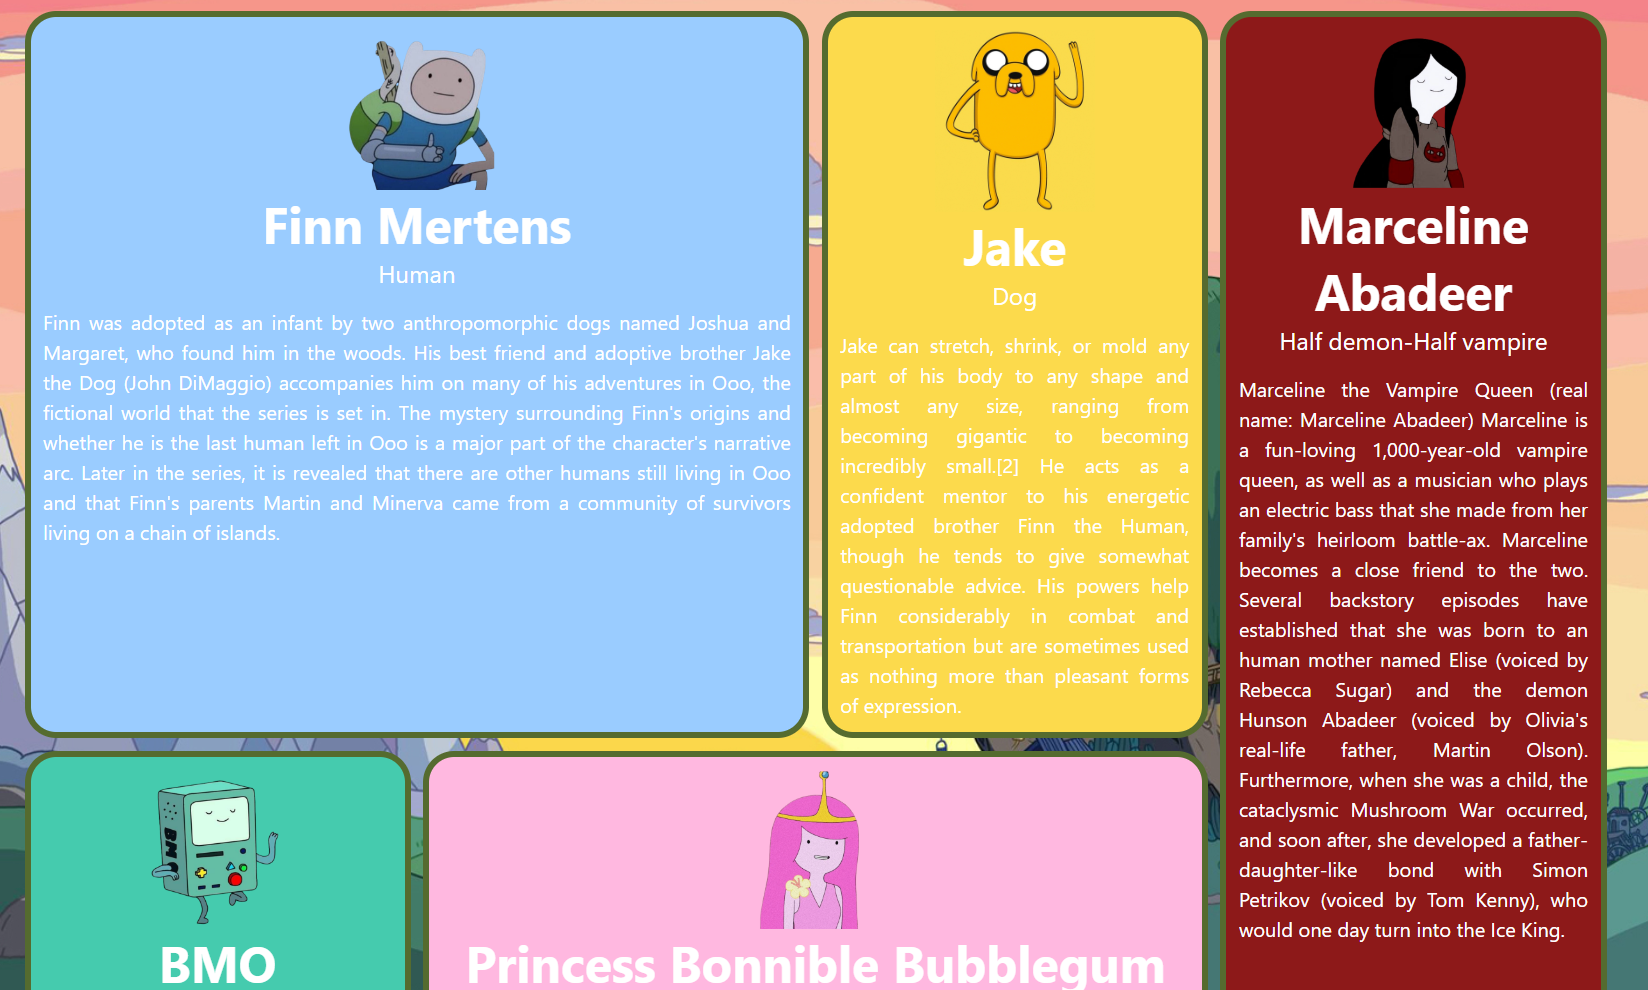 Finn Mertens
Human
Finn was adopted as an infant by two anthropomorphic dogs named Joshua and
Margaret, who found him in the woods. His best friend and adoptive brother Jake
the Dog (John DiMaggio) accompanies him on many of his adventures in Ooo, the
fictional world that the series is set in. The mystery surrounding Finn's origins and
whether he is the last human left in Ooo is a major part of the character's narrative
arc. Later in the series, it is revealed that there are other humans still living in Ooo
and that Finn's parents Martin and Minerva came from a community of survivors
living on a chain of islands.
Jake
Dog
Jake can stretch, shrink, or mold any
part of his body to any shape and
almost any size, ranging from
becoming gigantic to becoming
incredibly small.[2] He acts as a
confident mentor to his energetic
adopted brother Finn the Human,
though he tends to give somewhat
questionable advice. His powers help
Finn considerably in combat and
transportation but are sometimes used
as nothing more than pleasant forms
of expression.
Marceline
Abadeer
Half demon-Half vampire
Marceline the Vampire Queen (real
name: Marceline Abadeer) Marceline is
a fun-loving 1,000-year-old vampire
queen, as well as a musician who plays
an electric bass that she made from her
family's heirloom battle-ax. Marceline
becomes a close friend to the two.
Several backstory episodes have
established that she was born to an
human mother named Elise (voiced by
Rebecca Sugar) and the demon
Hunson Abadeer (voiced by Olivia's
real-life father, Martin Olson).
Furthermore, when she was a child, the
cataclysmic Mushroom War occurred,
and soon after, she developed a father-
daughter-like bond with Simon
Petrikov (voiced by Tom Kenny), who
would one day turn into the Ice King.
BMO
BMO
Princess Bonnible Bubblegum